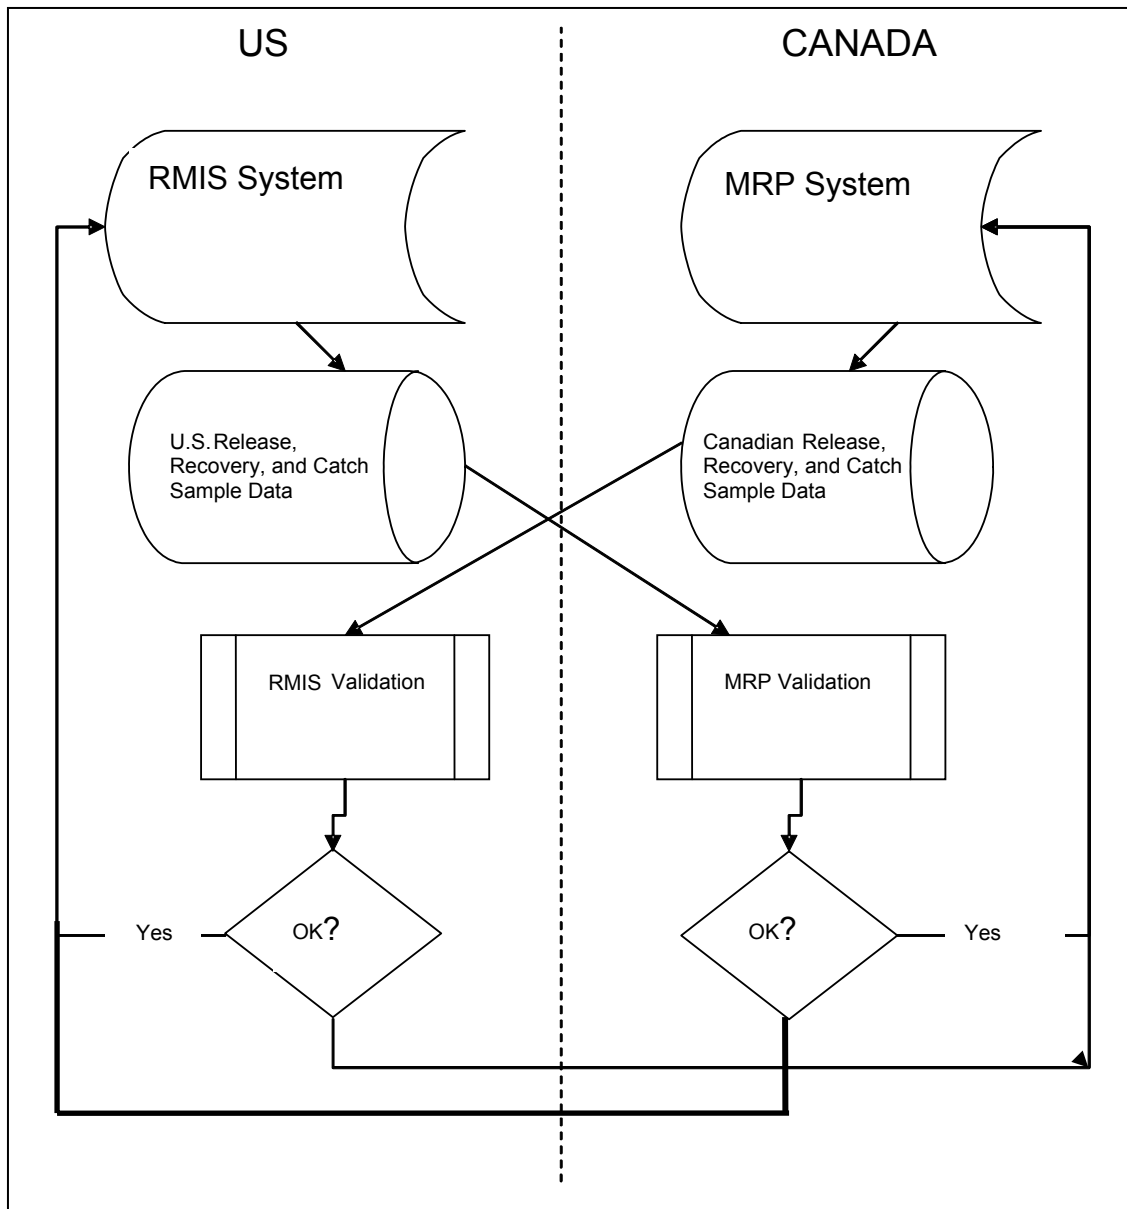 US
CANADA
RMIS System
MRP System
U.S. Release,
Recovery, and Catch
Sample Data
Canadian Release,
Recovery, and Catch
Sample Data
RMIS Validation
MRP Validation
Yes
OK?
OK?
Yes